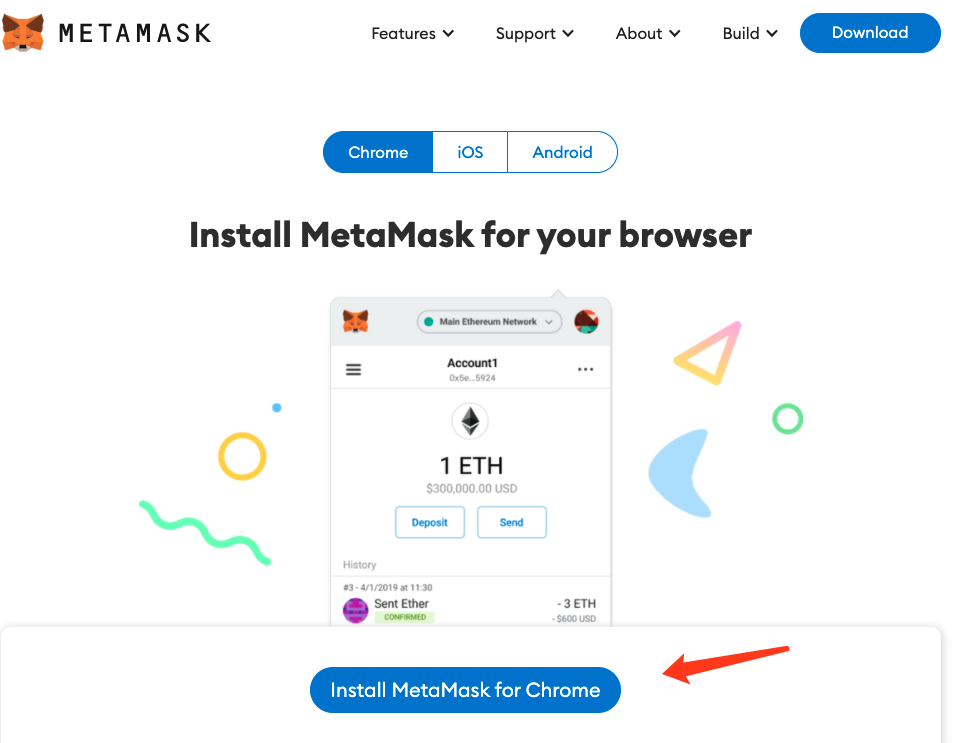 METAMASK
Features Support About Build Download
Chrome iOS Android
Install MetaMask for your browser
Main Ethereum Network
Account1
0x5e...5924
1 ETH
$300,000.00 USD
Deposit Send
History
#3 - 4/1/2019 at 11:30
Sent Ether - 3 ETH
CONFIRMED - $600 USD
Install MetaMask for Chrome